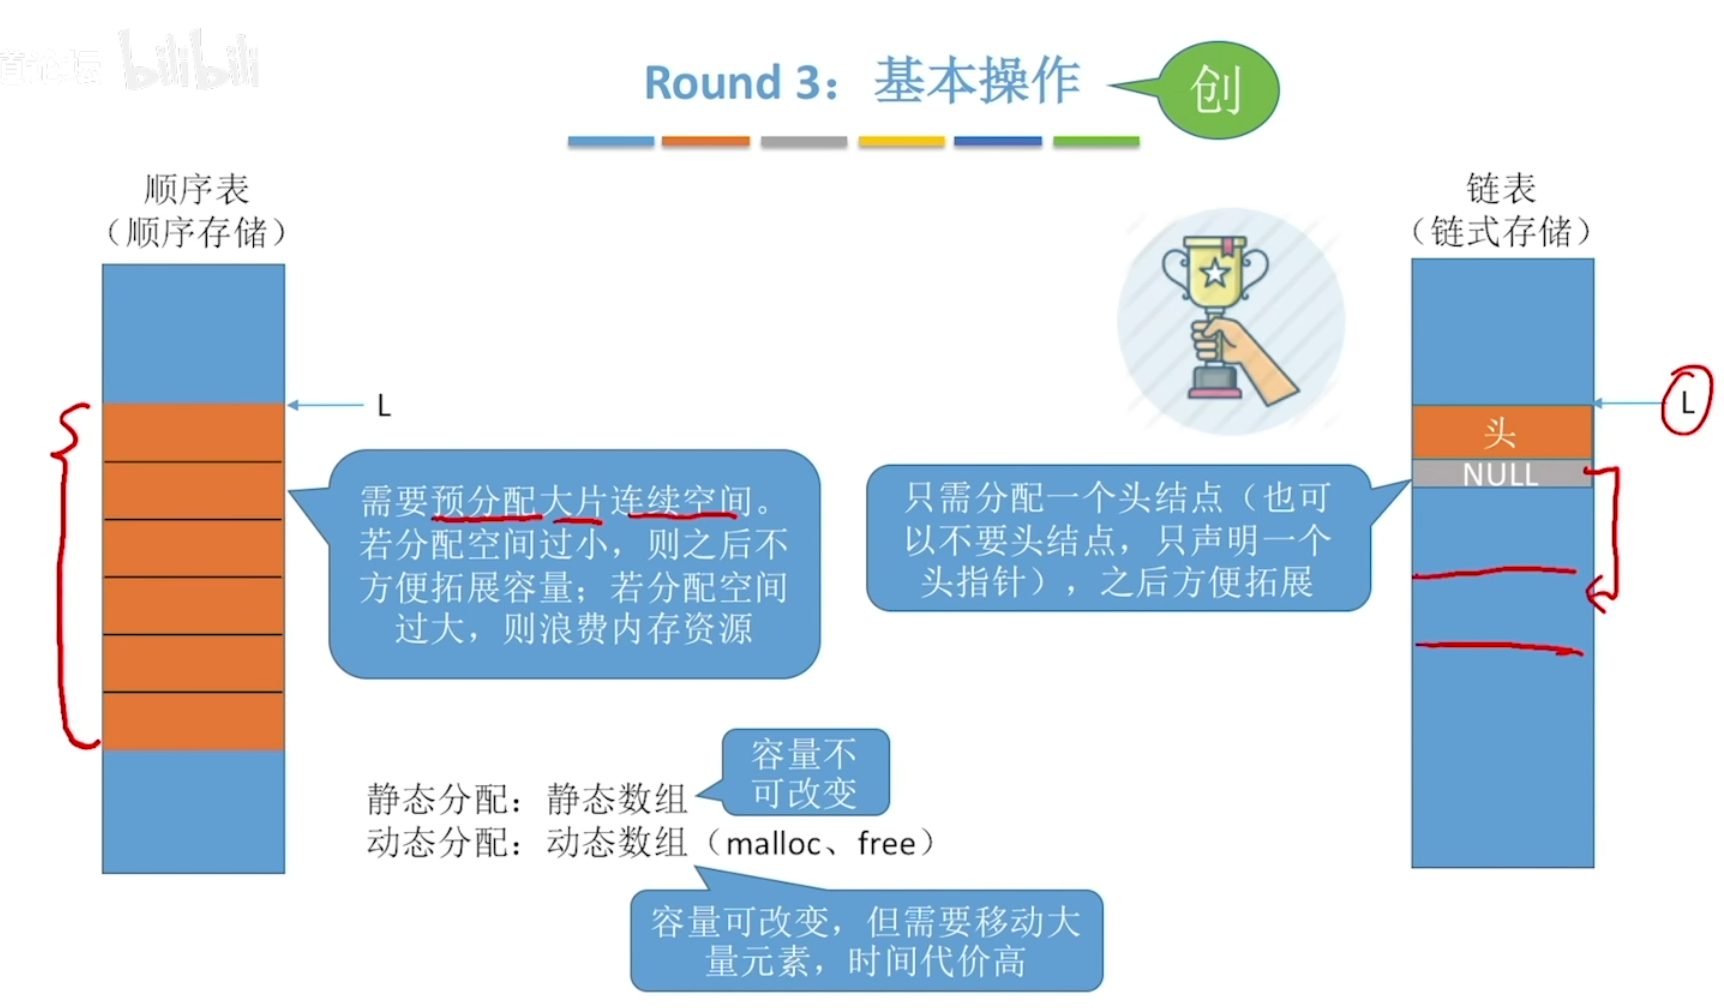 道论坛 bilibili
Round 3：基本操作
创
顺序表
（顺序存储）
链表
（链式存储）
L
L
头
NULL
需要预分配大片连续空间。
若分配空间过小，则之后不
方便拓展容量；若分配空间
过大，则浪费内存资源
只需分配一个头结点（也可
以不要头结点，只声明一个
头指针），之后方便拓展
容量不
可改变
静态分配：静态数组
动态分配：动态数组（malloc、free）
容量可改变，但需要移动大
量元素，时间代价高